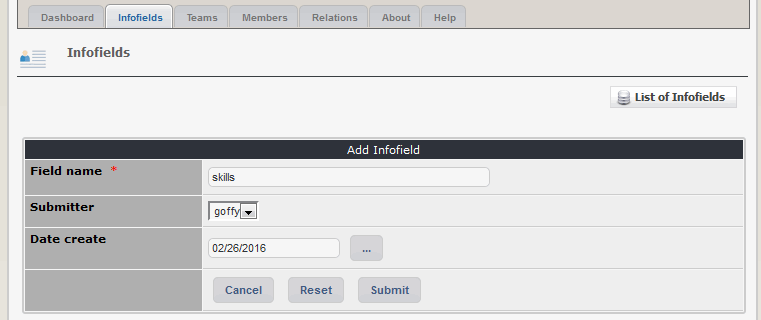 Dashboard Infofields Teams Members Relations About Help
Infofields
List of Infofields
Add Infofield
Field name * skills
Submitter goffy
Date create 02/26/2016 ...
Cancel Reset Submit